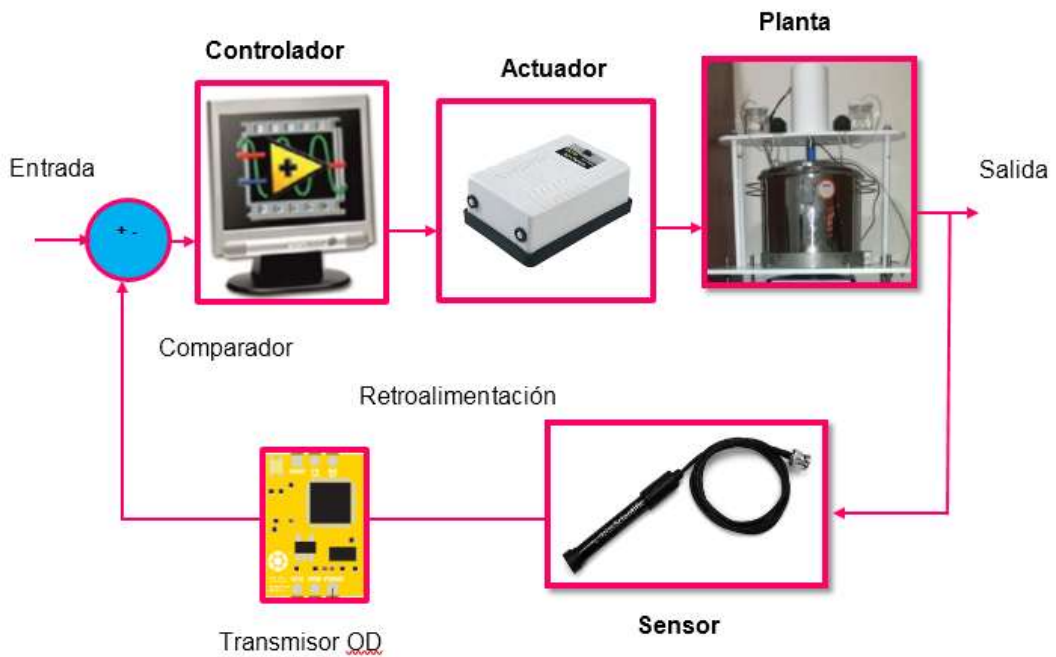 Planta
Controlador
Actuador
Entrada
Salida
+ -
Comparador
Retroalimentación
Transmisor OD
Sensor